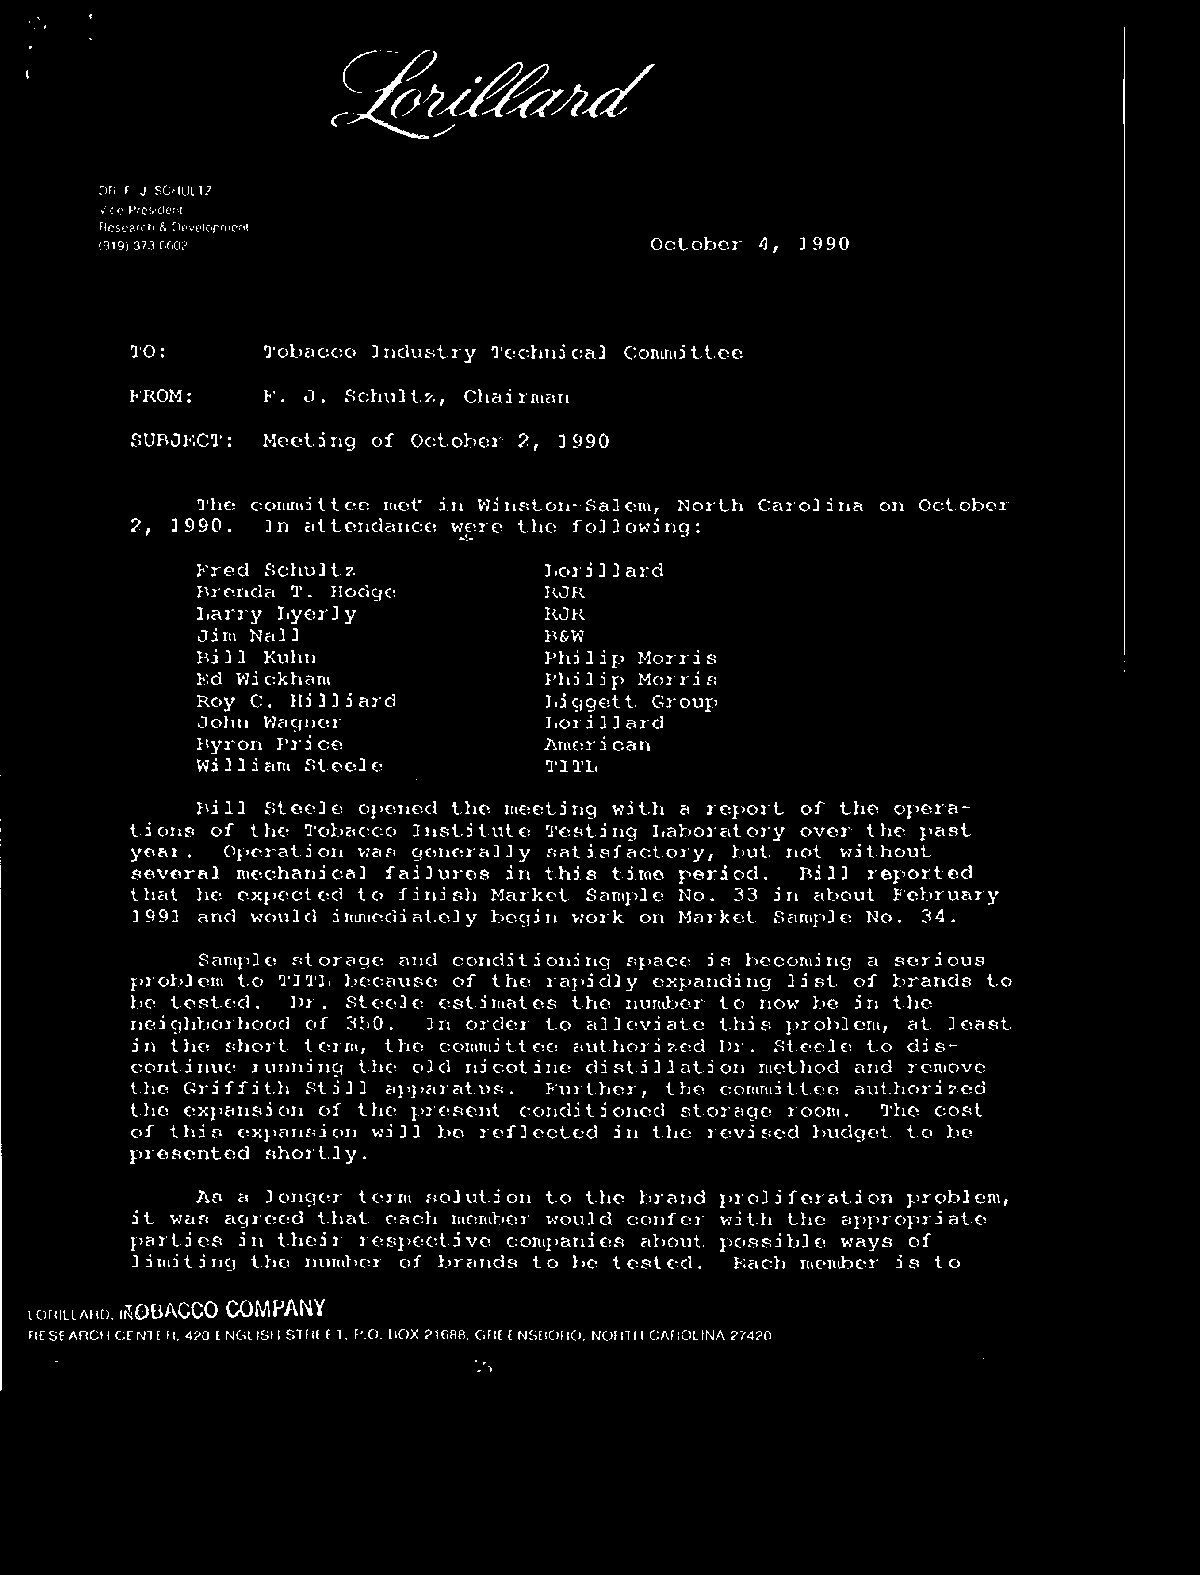 Lorillard
DR. F. J. SCHULTZ
Vice President
Research & Development
(919) 373-6602
October 4, 1990
TO: Tobacco Industry Technical Committee
FROM: F. J. Schultz, Chairman
SUBJECT: Meeting of October 2, 1990
The committee met in Winston-Salem, North Carolina on October
2, 1990. In attendance were the following:
Fred Schultz Lorillard
Brenda T. Hodge RJR
Larry Lyerly RJR
Jim Nall B&W
Bill Kuhn Philip Morris
Ed Wickham Philip Morris
Roy C. Hilliard Liggett Group
John Wagner Lorillard
Byron Price American
William Steele TITL
Bill Steele opened the meeting with a report of the opera-
tions of the Tobacco Institute Testing Laboratory over the past
year. Operation was generally satisfactory, but not without
several mechanical failures in this time period. Bill reported
that he expected to finish Market Sample No. 33 in about February
1991 and would immediately begin work on Market Sample No. 34.
Sample storage and conditioning space is becoming a serious
problem to TITL because of the rapidly expanding list of brands to
be tested. Dr. Steele estimates the number to now be in the
neighborhood of 350. In order to alleviate this problem, at least
in the short term, the committee authorized Dr. Steele to dis-
continue running the old nicotine distillation method and remove
the Griffith Still apparatus. Further, the committee authorized
the expansion of the present conditioned storage room. The cost
of this expansion will be reflected in the revised budget to be
presented shortly.
As a longer term solution to the brand proliferation problem,
it was agreed that each member would confer with the appropriate
parties in their respective companies about possible ways of
limiting the number of brands to be tested. Each member is to
LORILLARD, TOBACCO COMPANY
RESEARCH CENTER, 420 ENGLISH STREET, P.O. BOX 21688, GREENSBORO, NORTH CAROLINA 27420